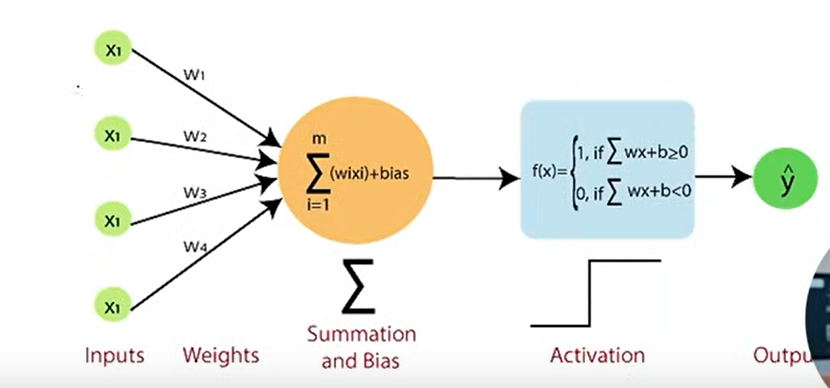 X1
W1
X1
W2
X1
W3
X1
W4
m
∑(wixi)+bias
i=1
f(x)={1, if ∑wx+b≥0
0, if ∑ wx+b<0
ŷ
∑
Inputs
Weights
Summation
and Bias
Activation
Outpu